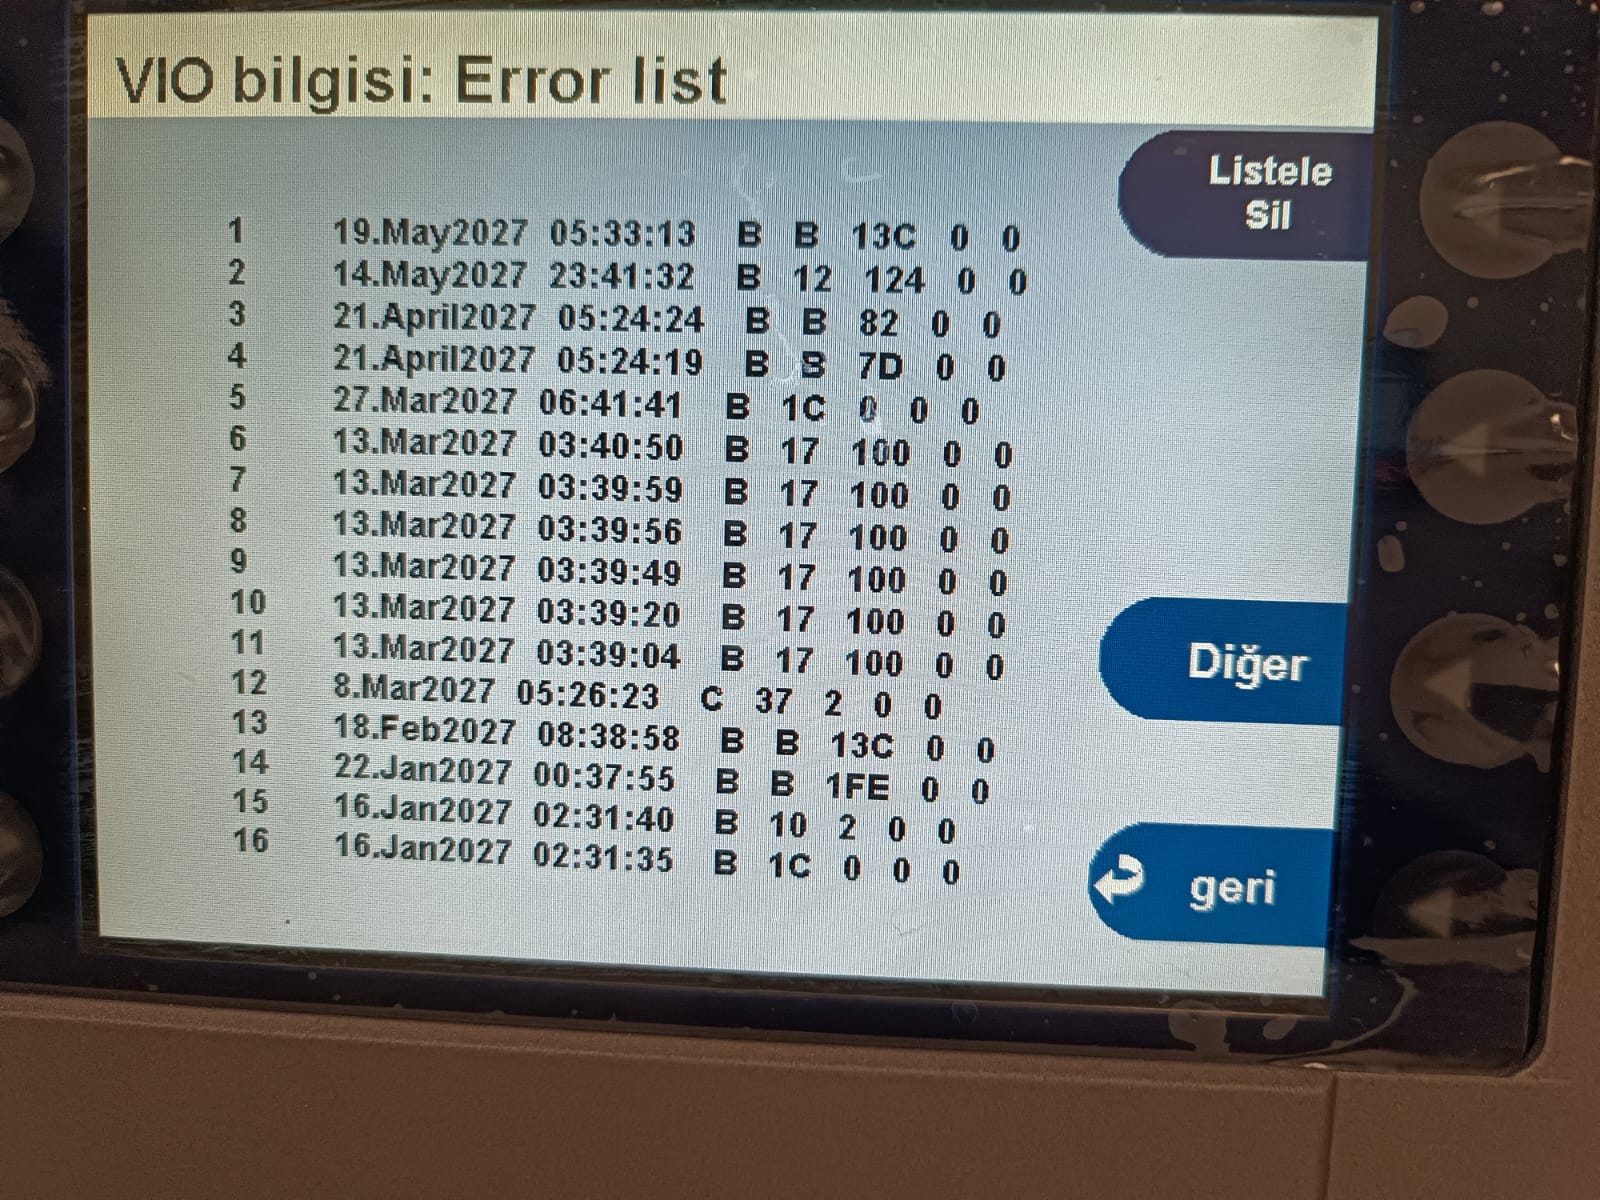 VIO bilgisi: Error list
Listele
Sil
1 19.May2027 05:33:13 B B 13C 0 0
2 14.May2027 23:41:32 B 12 124 0 0
3 21.April2027 05:24:24 B B 82 0 0
4 21.April2027 05:24:19 B B 7D 0 0
5 27.Mar2027 06:41:41 B 1C 0 0 0
6 13.Mar2027 03:40:50 B 17 100 0 0
7 13.Mar2027 03:39:59 B 17 100 0 0
8 13.Mar2027 03:39:56 B 17 100 0 0
9 13.Mar2027 03:39:49 B 17 100 0 0
10 13.Mar2027 03:39:20 B 17 100 0 0
11 13.Mar2027 03:39:04 B 17 100 0 0
12 8.Mar2027 05:26:23 C 37 2 0 0
13 18.Feb2027 08:38:58 B B 13C 0 0
14 22.Jan2027 00:37:55 B B 1FE 0 0
15 16.Jan2027 02:31:40 B 10 2 0 0
16 16.Jan2027 02:31:35 B 1C 0 0 0
Diğer
geri